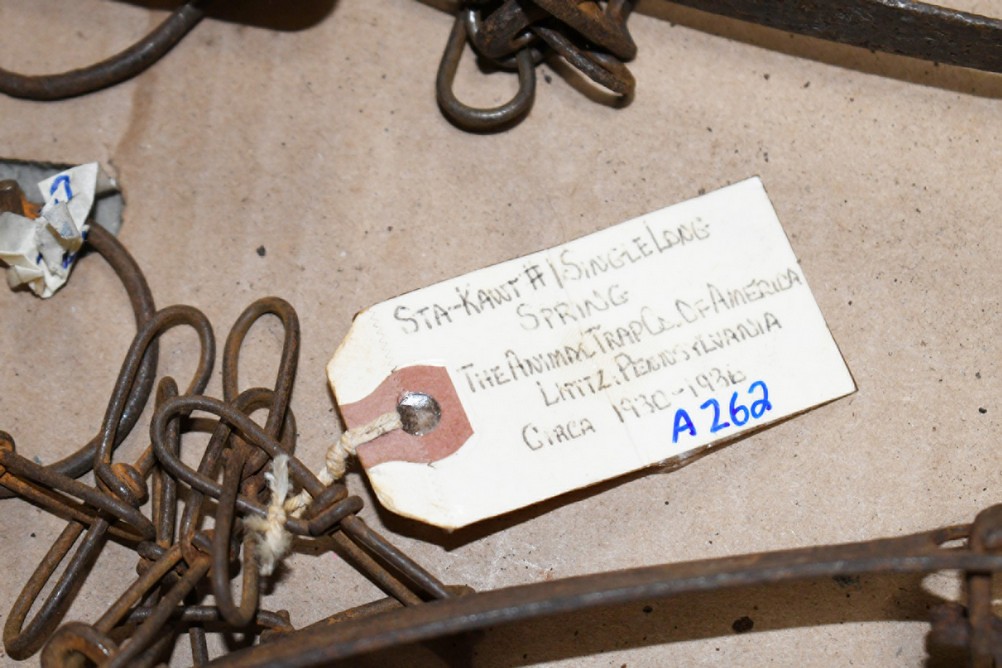 STA-KAWT #1 SINGLE LONG
SPRING
THE ANIMAL TRAP CO. OF AMERICA
LITITZ, PENNSYLVANIA
CIRCA 1930-1936
A262